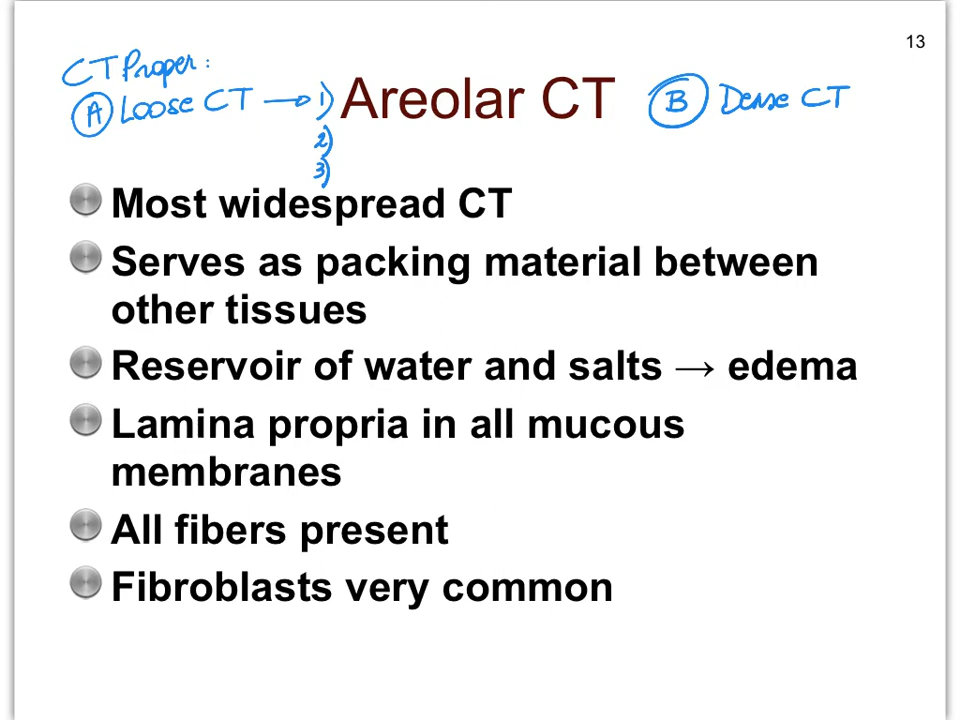 13
CT Proper:
A Loose CT → 1) Areolar CT B Dense CT
2)
3)
Most widespread CT
Serves as packing material between
other tissues
Reservoir of water and salts → edema
Lamina propria in all mucous
membranes
All fibers present
Fibroblasts very common